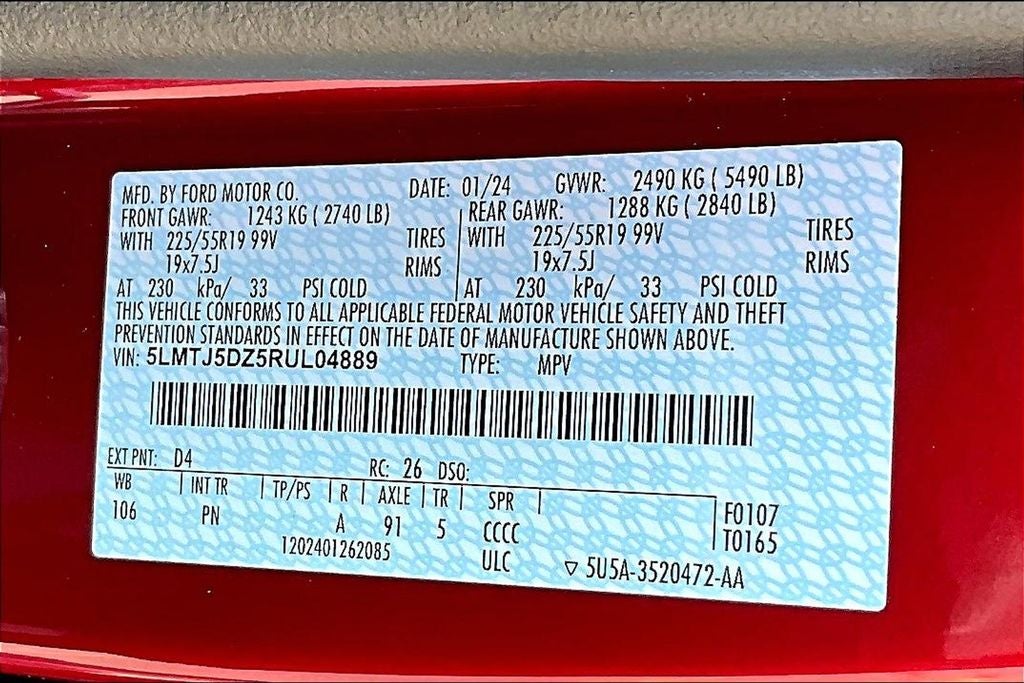 MFD. BY FORD MOTOR CO. DATE: 01/24 GVWR: 2490 KG ( 5490 LB)
FRONT GAWR: 1243 KG ( 2740 LB) REAR GAWR: 1288 KG ( 2840 LB)
WITH 225/55R19 99V TIRES WITH 225/55R19 99V TIRES
19x7.5J RIMS 19x7.5J RIMS
AT 230 kPa/ 33 PSI COLD AT 230 kPa/ 33 PSI COLD
THIS VEHICLE CONFORMS TO ALL APPLICABLE FEDERAL MOTOR VEHICLE SAFETY AND THEFT
PREVENTION STANDARDS IN EFFECT ON THE DATE OF MANUFACTURE SHOWN ABOVE.
VIN: 5LMTJ5DZ5RUL04889 TYPE: MPV
EXT PNT: D4 RC: 26 DSO:
WB INT TR TP/PS R AXLE TR SPR F0107
106 PN A 91 5 CCCC T0165
1202401262085 ULC ▽ 5U5A-3520472-AA